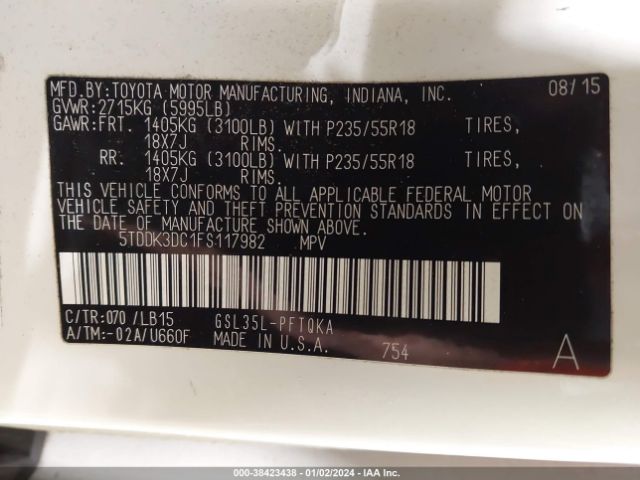 MFD. BY: TOYOTA MOTOR MANUFACTURING, INDIANA, INC. 08/15
GVWR: 2715KG (5995LB)
GAWR: FRT. 1405KG (3100LB) WITH P235/55R18 TIRES,
18X7J RIMS.
RR. 1405KG (3100LB) WITH P235/55R18 TIRES,
18X7J RIMS.
THIS VEHICLE CONFORMS TO ALL APPLICABLE FEDERAL MOTOR
VEHICLE SAFETY AND THEFT PREVENTION STANDARDS IN EFFECT ON
THE DATE OF MANUFACTURE SHOWN ABOVE.
5TDDK3DC1FS117982 MPV
C/TR: 070 /LB15 GSL35L-PFTQKA
A/TM: -02A/U660F MADE IN U.S.A. 754 A
000-38423438 - 01/02/2024 - IAAI.COM